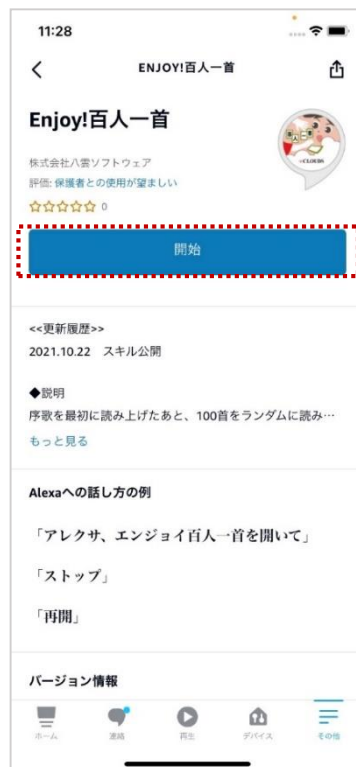 11:28
ENJOY!百人一首
Enjoy!百人一首
株式会社八雲ソフトウェア
評価: 保護者との使用が望ましい
0
開始
<<更新履歴>>
2021.10.22 スキル公開
◆説明
序歌を最初に読み上げたあと、100首をランダムに読み…
もっと見る
Alexaへの話し方の例
「アレクサ、エンジョイ百人一首を開いて」
「ストップ」
「再開」
バージョン情報
ホーム
連絡
再生
デバイス
その他